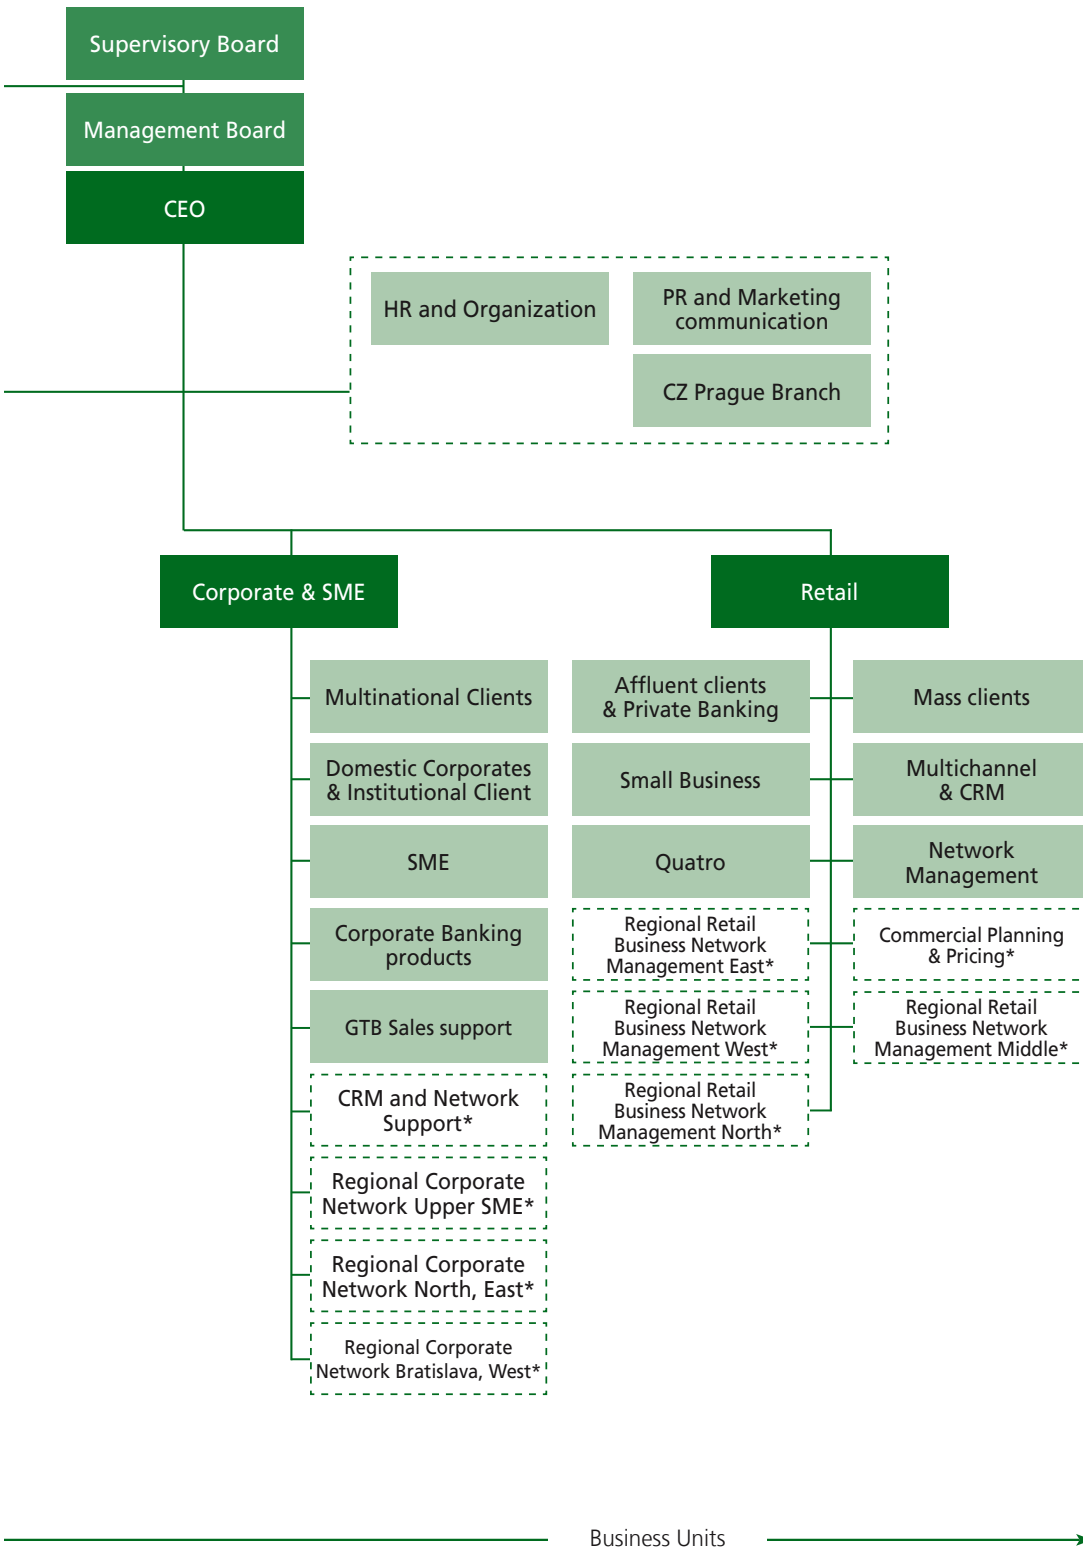 Supervisory Board
Management Board
CEO
HR and Organization
PR and Marketing
communication
CZ Prague Branch
Corporate & SME
Retail
Multinational Clients
Domestic Corporates
& Institutional Client
SME
Corporate Banking
products
GTB Sales support
CRM and Network
Support*
Regional Corporate
Network Upper SME*
Regional Corporate
Network North, East*
Regional Corporate
Network Bratislava, West*
Affluent clients
& Private Banking
Small Business
Quatro
Regional Retail
Business Network
Management East*
Regional Retail
Business Network
Management West*
Regional Retail
Business Network
Management North*
Mass clients
Multichannel
& CRM
Network
Management
Commercial Planning
& Pricing*
Regional Retail
Business Network
Management Middle*
Business Units